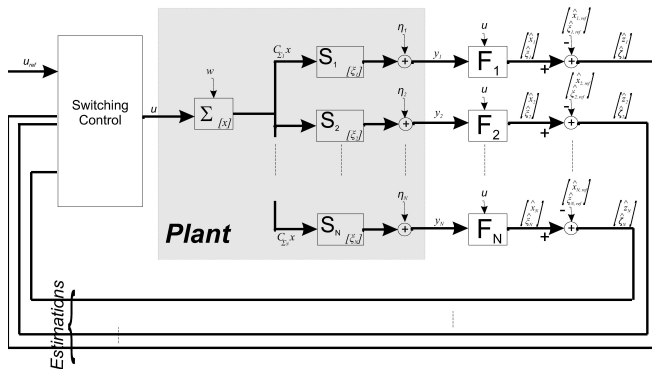 u_ref
Switching
Control
u
w
Σ
[x]
C_Σ1 x
S_1
[ξ_1]
η_1
y_1
u
F_1
+
-
S_2
[ξ_2]
η_2
y_2
u
F_2
+
-
C_ΣN x
S_N
[ξ_N]
η_N
y_N
u
F_N
+
-
Plant
Estimations